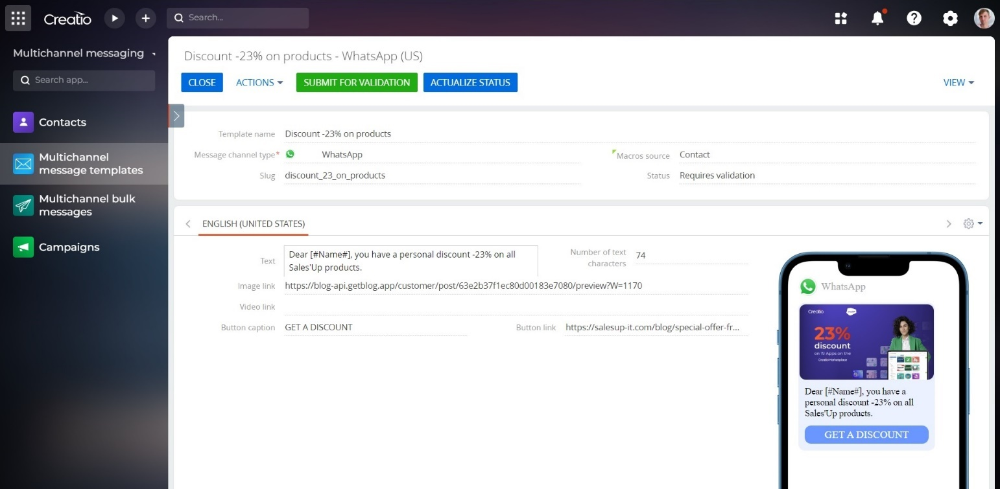 Creatio
Search...
Multichannel messaging
Search app...
Contacts
Multichannel
message templates
Multichannel bulk
messages
Campaigns
Discount -23% on products - WhatsApp (US)
CLOSE
ACTIONS
SUBMIT FOR VALIDATION
ACTUALIZE STATUS
VIEW
Template name
Discount -23% on products
Message channel type*
WhatsApp
Macros source
Contact
Slug
discount_23_on_products
Status
Requires validation
ENGLISH (UNITED STATES)
Text
Dear [#Name#], you have a personal discount -23% on all
Sales'Up products.
Number of text
characters
74
Image link
https://blog-api.getblog.app/customer/post/63e2b37f1ec80d00183e7080/preview?W=1170
Video link
Button caption
GET A DISCOUNT
Button link
https://salesup-it.com/blog/special-offer-fr...
WhatsApp
Creatio
23%
discount
on 19 Apps on the
CreatioMarketplace
Dear [#Name#], you have a
personal discount -23% on all
Sales'Up products.
GET A DISCOUNT